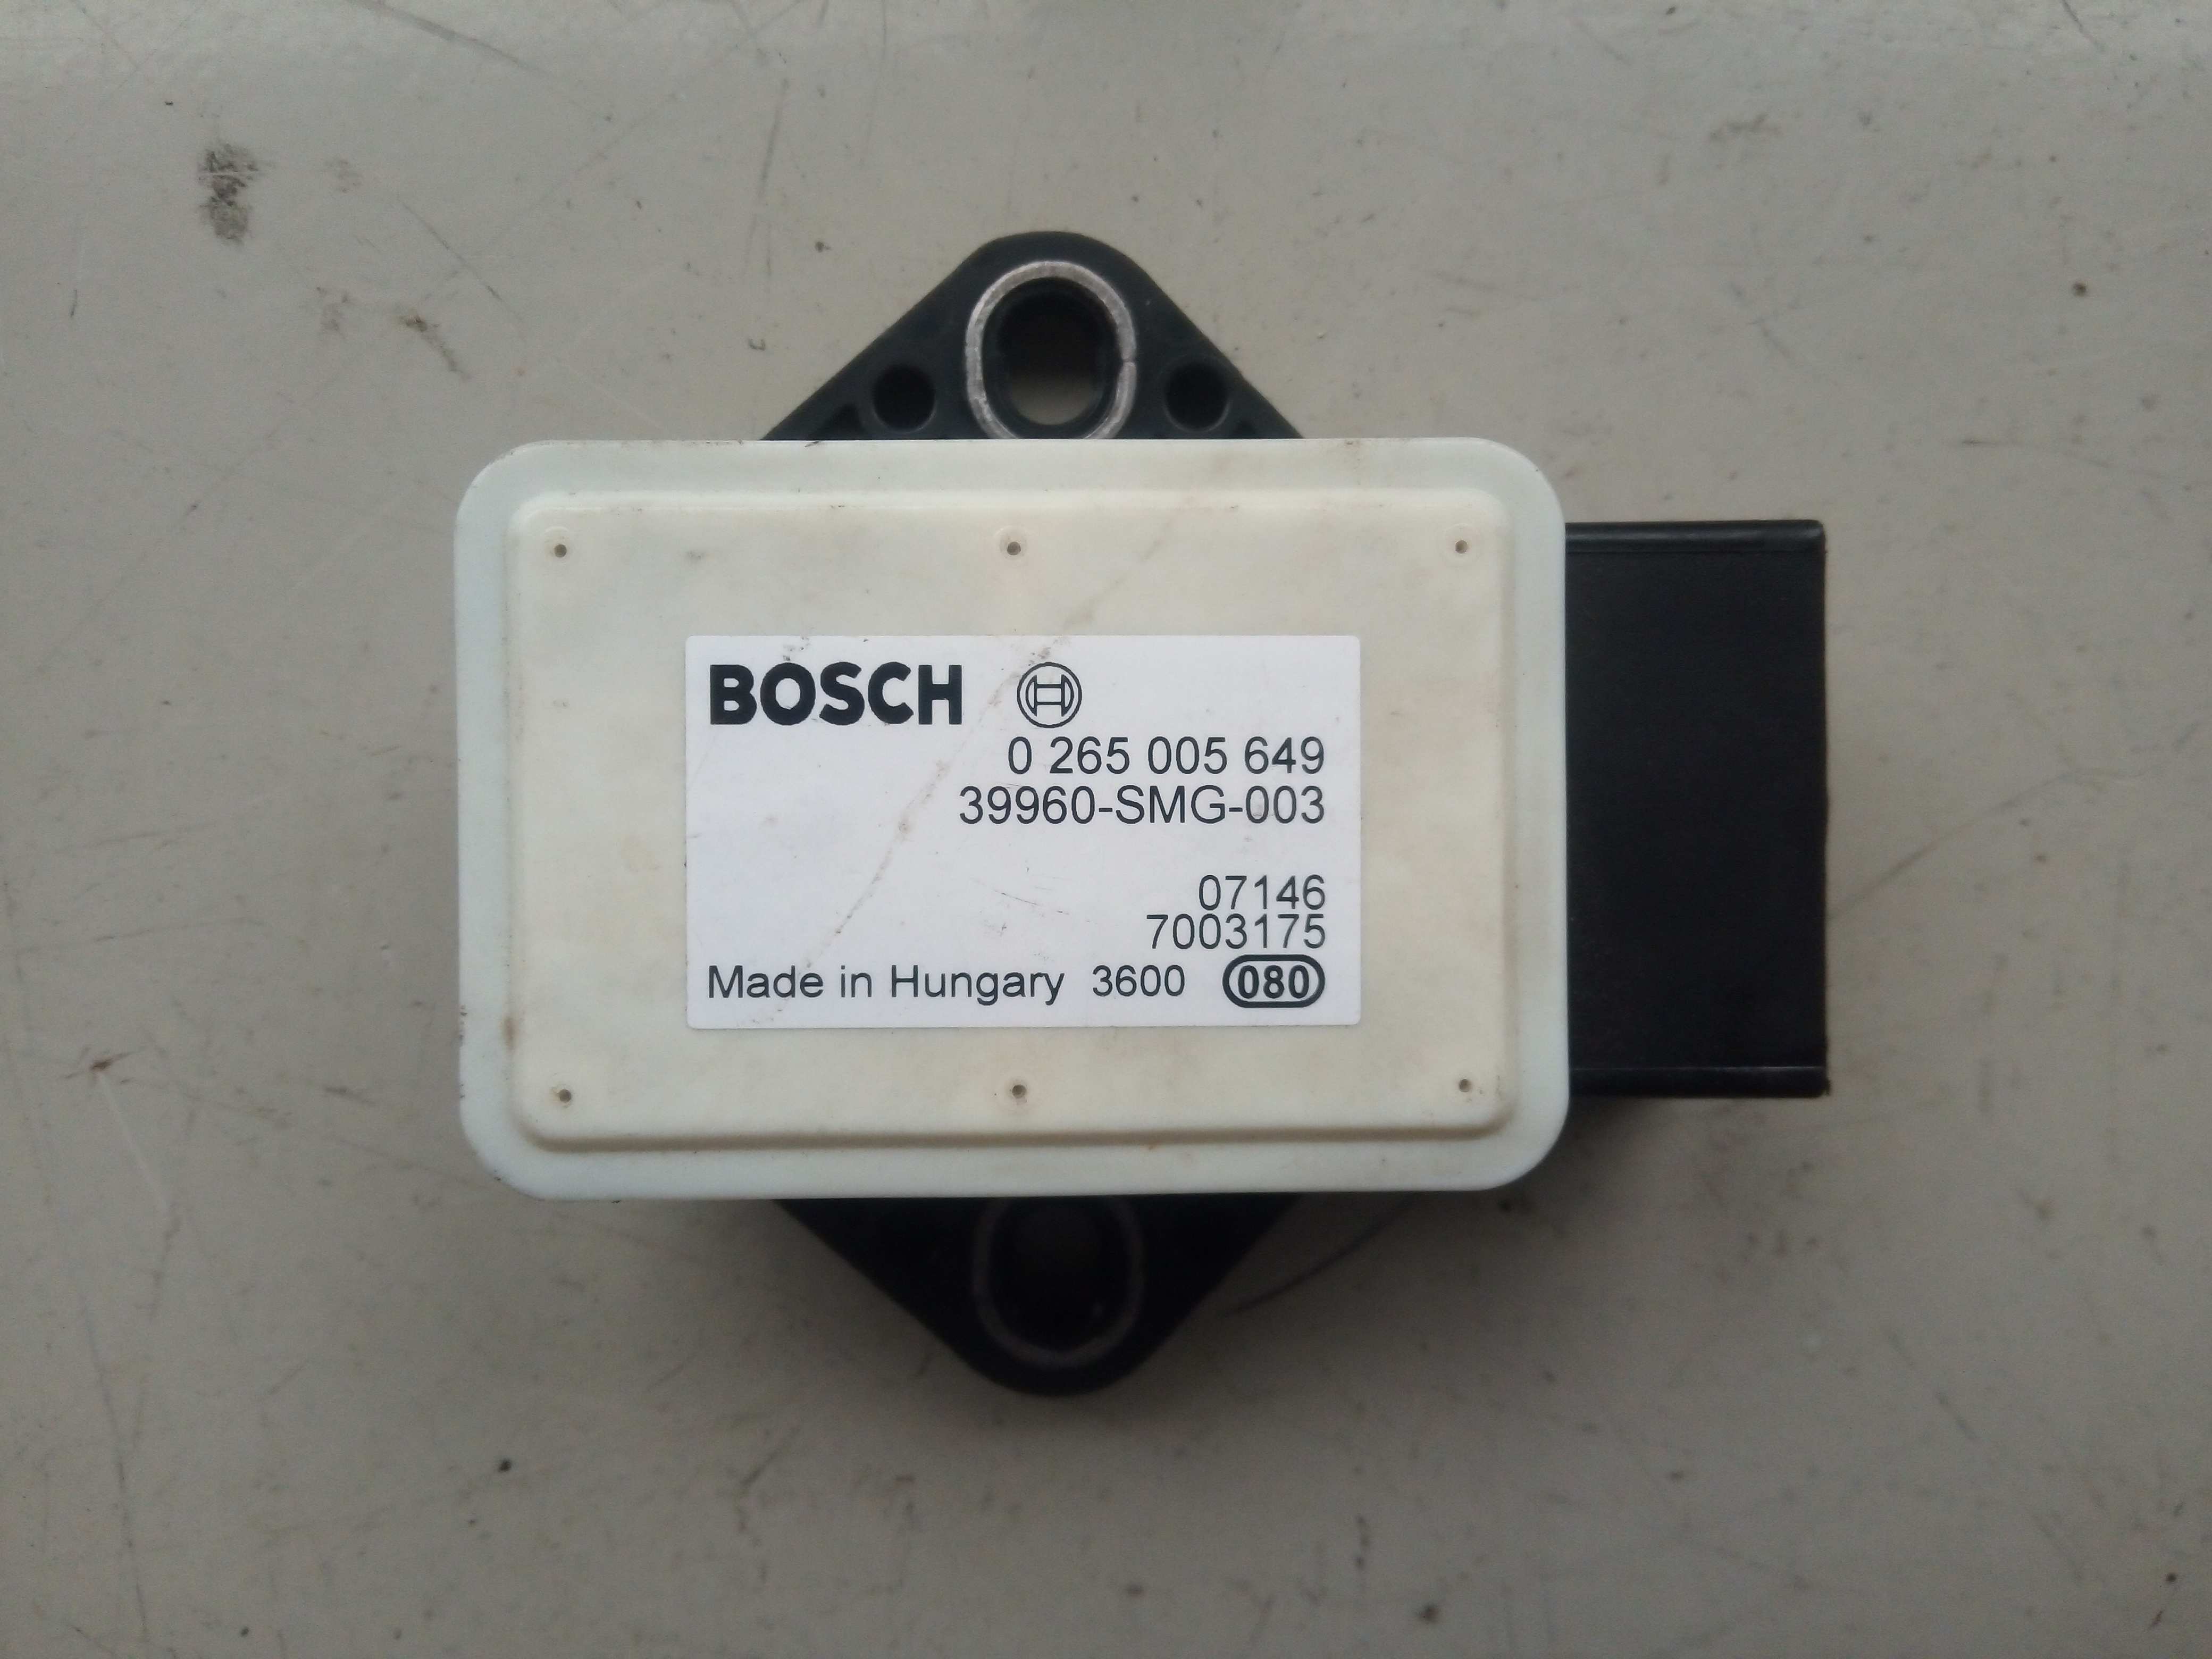 BOSCH
0 265 005 649
39960-SMG-003
07146
7003175
Made in Hungary 3600 080